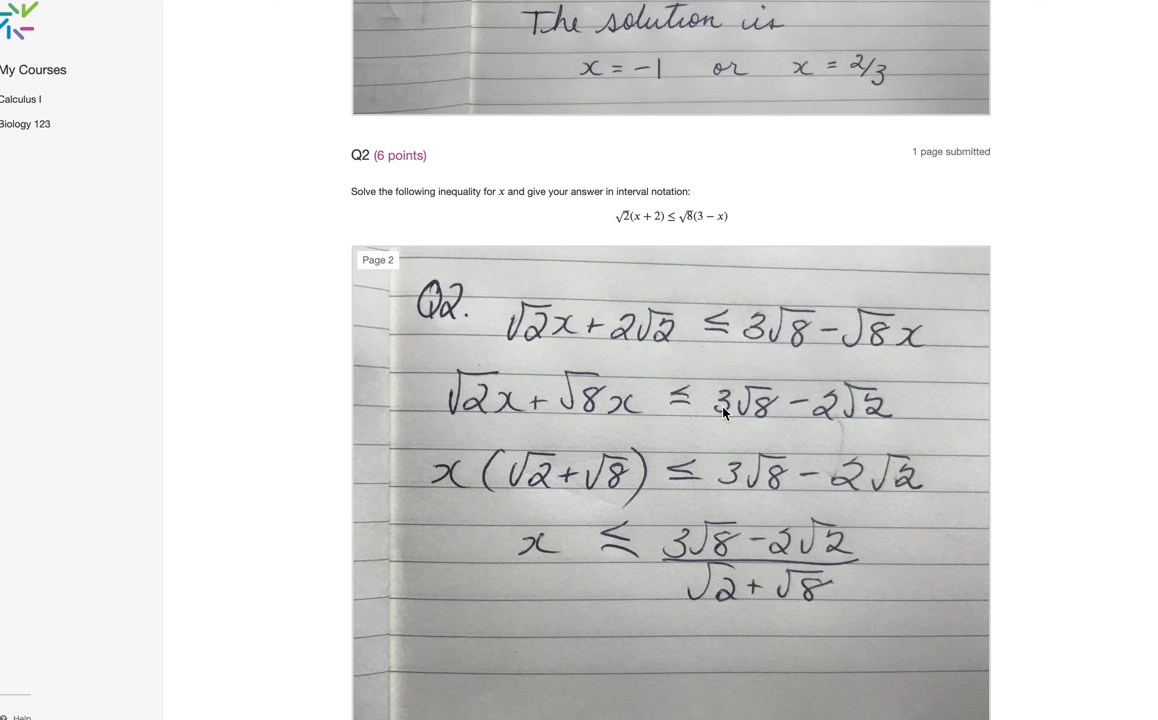 The solution is
x = -1 or x = 2/3
My Courses
Calculus I
Biology 123
Q2 (6 points)
1 page submitted
Solve the following inequality for x and give your answer in interval notation:
√2(x + 2) ≤ √8(3 − x)
Page 2
Q2. √2x + 2√2 ≤ 3√8 - √8x
√2x + √8x ≤ 3√8 - 2√2
x(√2 + √8) ≤ 3√8 - 2√2
x ≤ 3√8 - 2√2
√2 + √8
Help